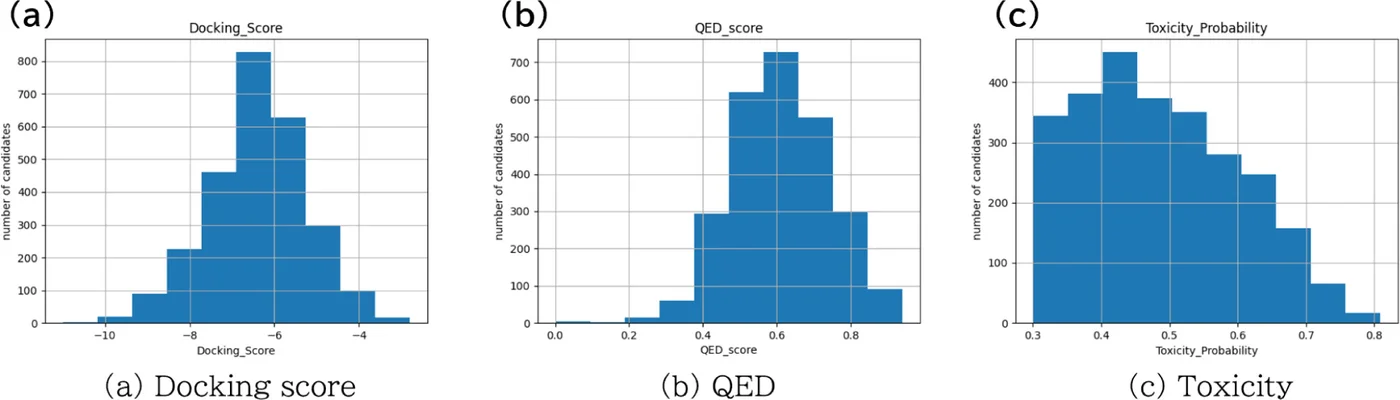 (a)
Docking_Score
number of candidates
800
700
600
500
400
300
200
100
0
−10
−8
−6
−4
Docking_Score
(a) Docking score
(b)
QED_score
number of candidates
700
600
500
400
300
200
100
0
0.0
0.2
0.4
0.6
0.8
QED_score
(b) QED
(c)
Toxicity_Probability
number of candidates
400
300
200
100
0
0.3
0.4
0.5
0.6
0.7
0.8
Toxicity_Probability
(c) Toxicity